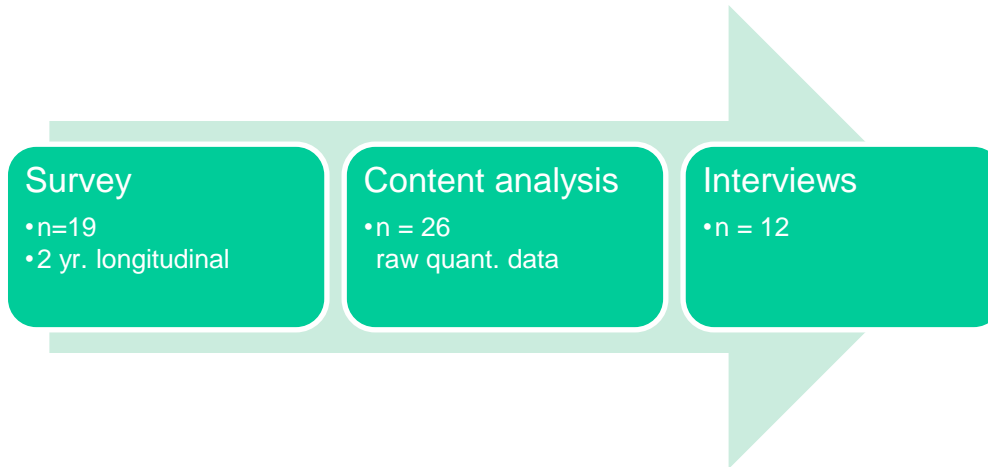 Survey
•n=19
•2 yr. longitudinal
Content analysis
•n = 26
raw quant. data
Interviews
•n = 12